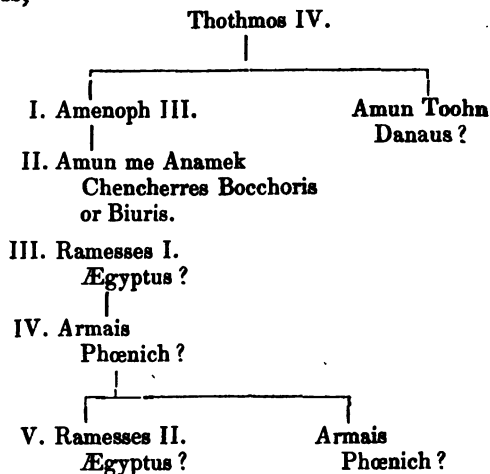 Thothmos IV.
I. Amenoph III.
Amun Toohn
Danaus ?
II. Amun me Anamek
Chencherres Bocchoris
or Biuris.
III. Ramesses I.
Ægyptus ?
IV. Armais
Phœnich ?
V. Ramesses II.
Ægyptus ?
Armais
Phœnich ?